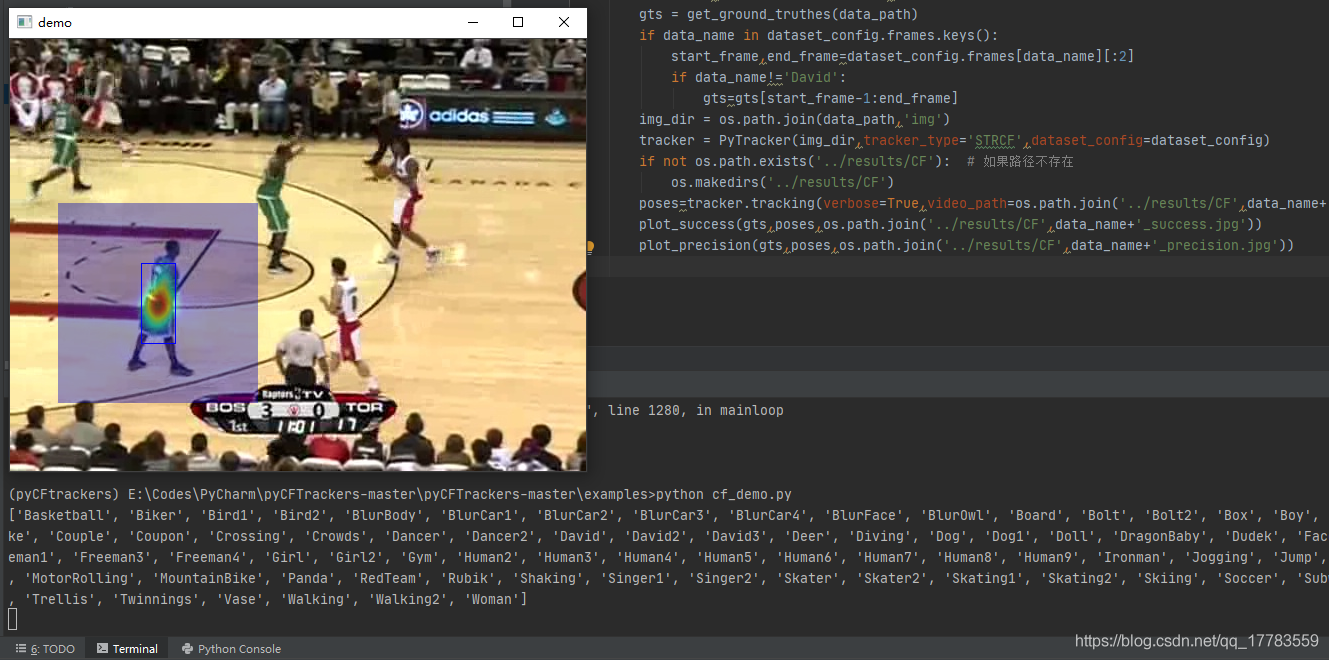 demo
adidas
CANADA
Raptors TV
BOS 3 0 TOR
1st 11:01 17
gts = get_ground_truthes(data_path)
if data_name in dataset_config.frames.keys():
start_frame,end_frame=dataset_config.frames[data_name][:2]
if data_name!='David':
gts=gts[start_frame-1:end_frame]
img_dir = os.path.join(data_path,'img')
tracker = PyTracker(img_dir,tracker_type='STRCF',dataset_config=dataset_config)
if not os.path.exists('../results/CF'): # 如果路径不存在
os.makedirs('../results/CF')
poses=tracker.tracking(verbose=True,video_path=os.path.join('../results/CF',data_name+
plot_success(gts,poses,os.path.join('../results/CF',data_name+'_success.jpg'))
plot_precision(gts,poses,os.path.join('../results/CF',data_name+'_precision.jpg'))
', line 1280, in mainloop
(pyCFtrackers) E:\Codes\PyCharm\pyCFTrackers-master\pyCFTrackers-master\examples>python cf_demo.py
['Basketball', 'Biker', 'Bird1', 'Bird2', 'BlurBody', 'BlurCar1', 'BlurCar2', 'BlurCar3', 'BlurCar4', 'BlurFace', 'BlurOwl', 'Board', 'Bolt', 'Bolt2', 'Box', 'Boy',
ke', 'Couple', 'Coupon', 'Crossing', 'Crowds', 'Dancer', 'Dancer2', 'David', 'David2', 'David3', 'Deer', 'Diving', 'Dog', 'Dog1', 'Doll', 'DragonBaby', 'Dudek', 'Fac
eman1', 'Freeman3', 'Freeman4', 'Girl', 'Girl2', 'Gym', 'Human2', 'Human3', 'Human4', 'Human5', 'Human6', 'Human7', 'Human8', 'Human9', 'Ironman', 'Jogging', 'Jump',
, 'MotorRolling', 'MountainBike', 'Panda', 'RedTeam', 'Rubik', 'Shaking', 'Singer1', 'Singer2', 'Skater', 'Skater2', 'Skating1', 'Skating2', 'Skiing', 'Soccer', 'Sub
, 'Trellis', 'Twinnings', 'Vase', 'Walking', 'Walking2', 'Woman']
6: TODO Terminal Python Console
https://blog.csdn.net/qq_17783559